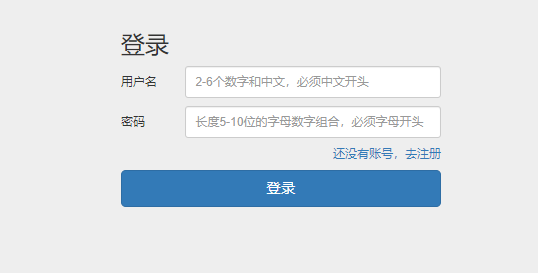 登录
用户名 2-6个数字和中文，必须中文开头
密码 长度5-10位的字母数字组合，必须字母开头
还没有账号，去注册
登录